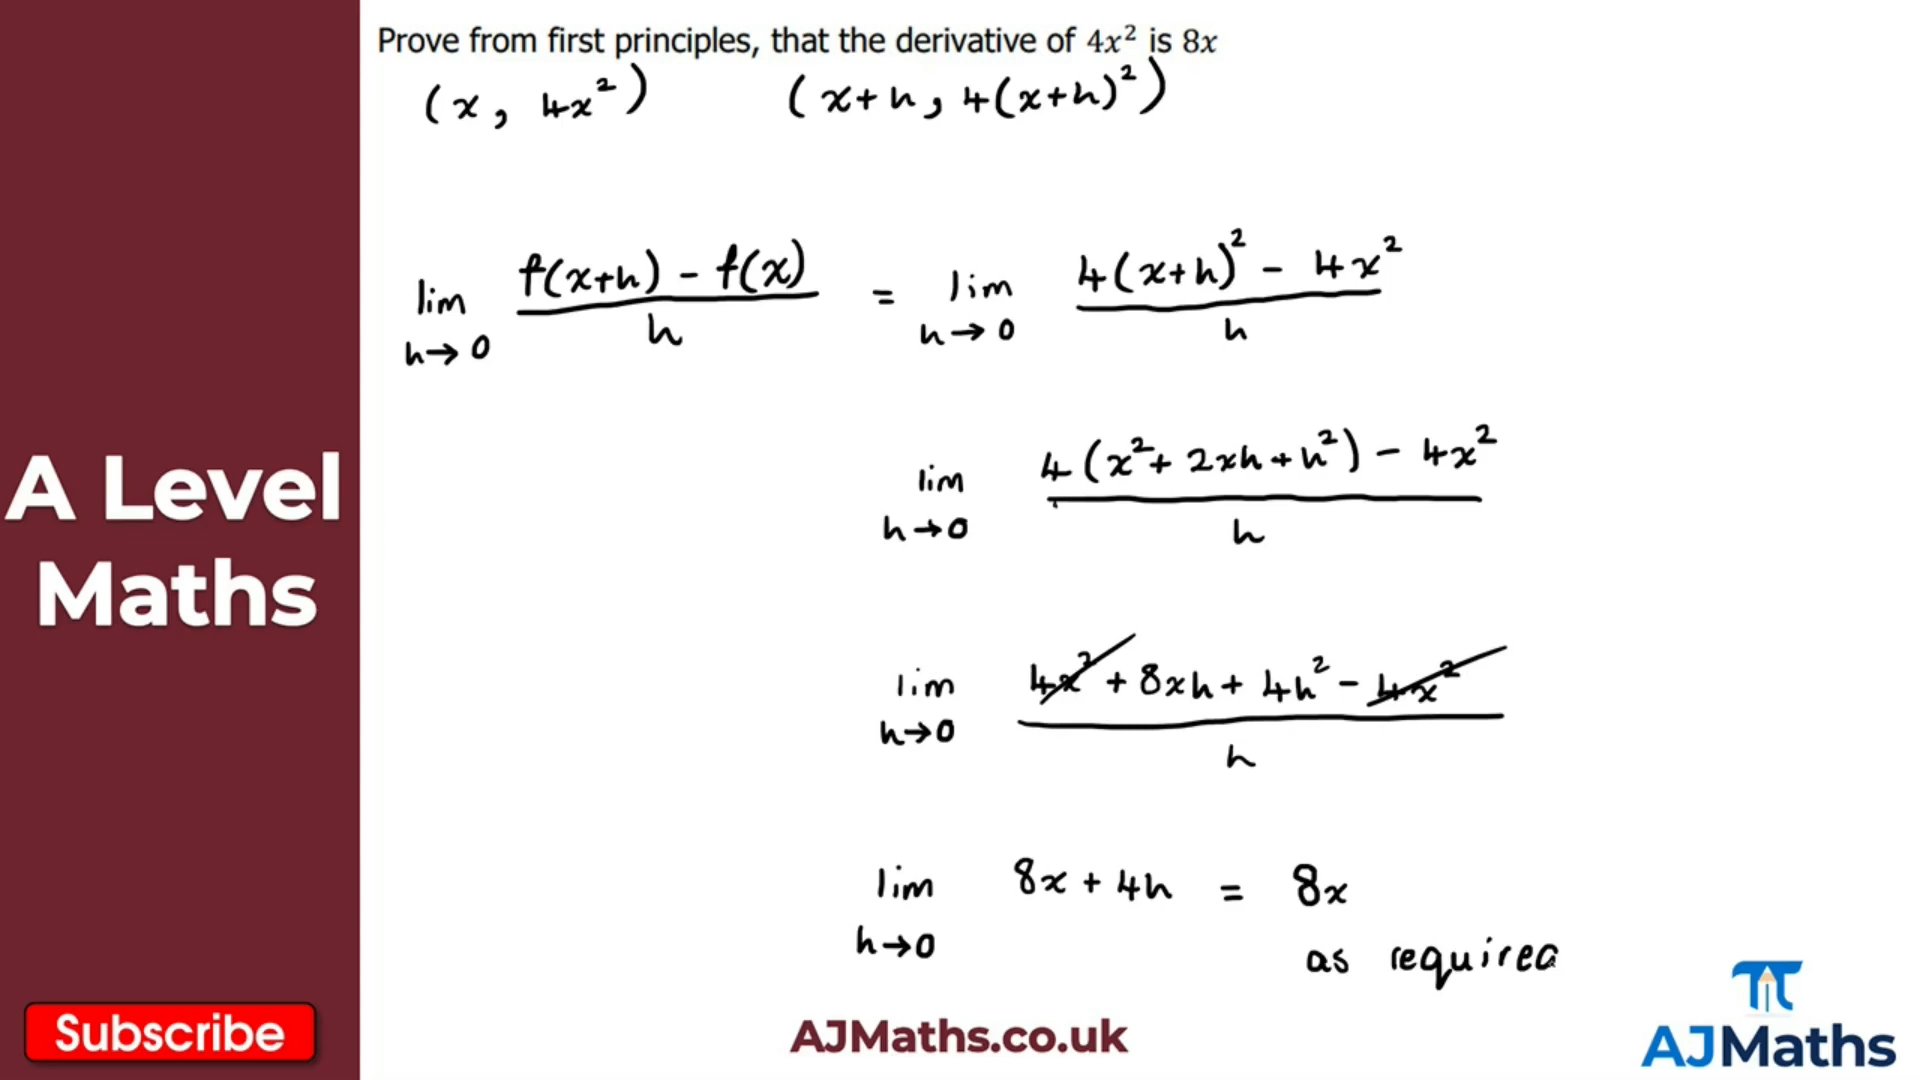 Prove from first principles, that the derivative of 4x² is 8x
(x, 4x²) (x+h, 4(x+h)²)
lim h→0 f(x+h) - f(x) / h = lim h→0 4(x+h)² - 4x² / h
lim h→0 4(x² + 2xh + h²) - 4x² / h
lim h→0 4x² + 8xh + 4h² - 4x² / h
lim h→0 8x + 4h = 8x
as required
A Level
Maths
Subscribe
AJMaths.co.uk
AJMaths